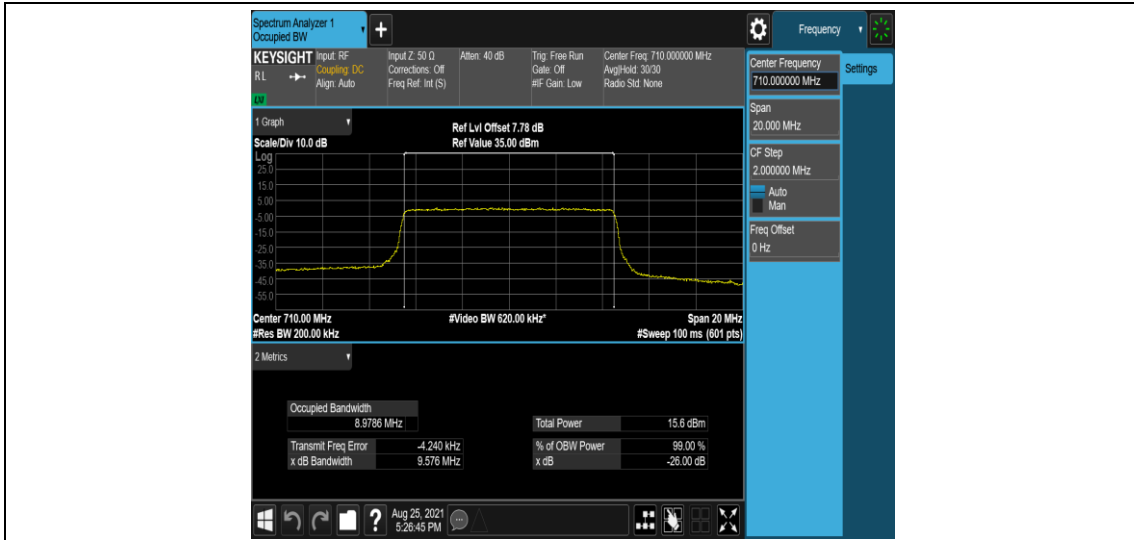 Spectrum Analyzer 1
Occupied BW
+
Frequency
KEYSIGHT
Input: RF
Input Z: 50 Ω
Atten: 40 dB
Trig: Free Run
Center Freq: 710.000000 MHz
RL
Coupling: DC
Corrections: Off
Gate: Off
Avg|Hold: 30/30
Align: Auto
Freq Ref: Int (S)
#IF Gain: Low
Radio Std: None
Center Frequency
710.000000 MHz
Settings
Span
20.000 MHz
CF Step
2.000000 MHz
Auto
Man
Freq Offset
0 Hz
1 Graph
Ref Lvl Offset 7.78 dB
Scale/Div 10.0 dB
Ref Value 35.00 dBm
Log
25.0
15.0
5.00
-5.00
-15.0
-25.0
-35.0
-45.0
-55.0
Center 710.00 MHz
#Video BW 620.00 kHz*
Span 20 MHz
#Res BW 200.00 kHz
#Sweep 100 ms (601 pts)
2 Metrics
Occupied Bandwidth
8.9786 MHz
Total Power
15.6 dBm
Transmit Freq Error
-4.240 kHz
% of OBW Power
99.00 %
x dB Bandwidth
9.576 MHz
x dB
-26.00 dB
?
Aug 25, 2021
5:26:45 PM